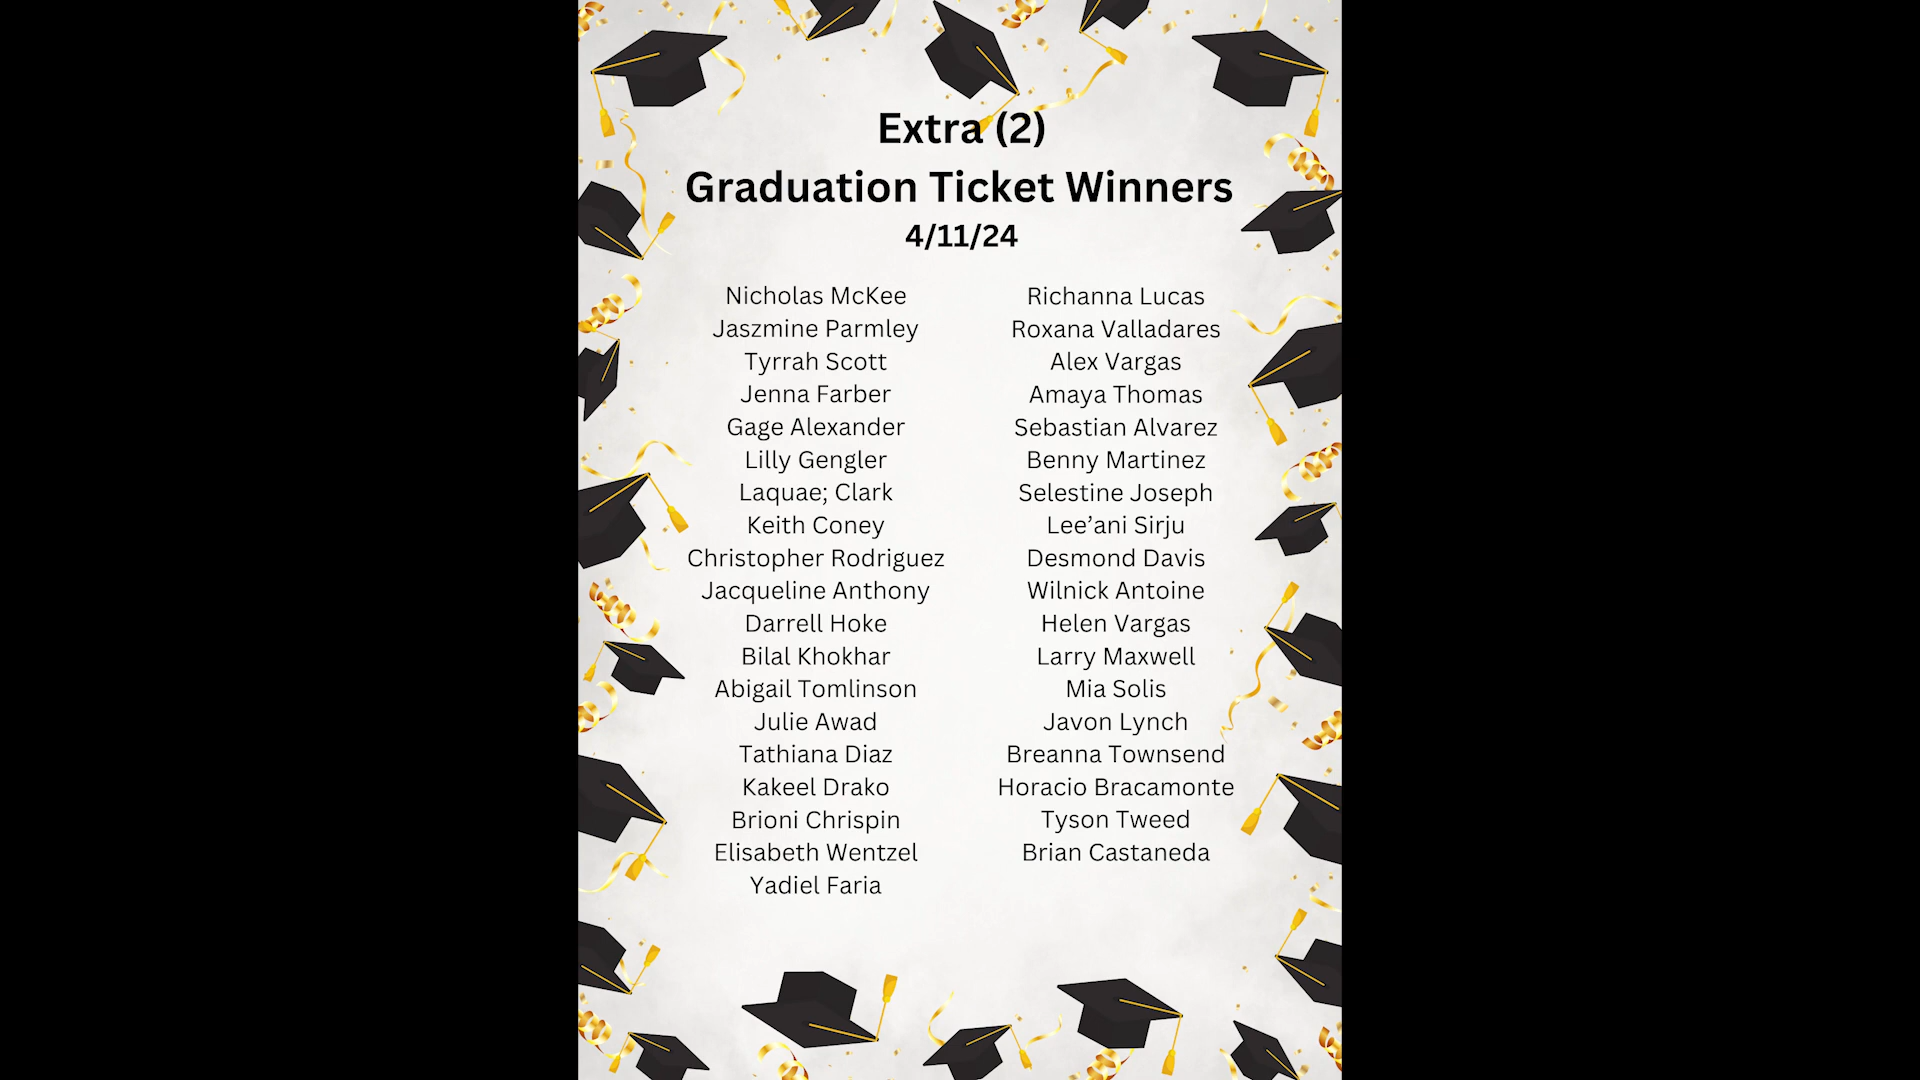 Extra (2)
Graduation Ticket Winners
4/11/24
Nicholas McKee
Jaszmine Parmley
Tyrrah Scott
Jenna Farber
Gage Alexander
Lilly Gengler
Laquae; Clark
Keith Coney
Christopher Rodriguez
Jacqueline Anthony
Darrell Hoke
Bilal Khokhar
Abigail Tomlinson
Julie Awad
Tathiana Diaz
Kakeel Drako
Brioni Chrispin
Elisabeth Wentzel
Yadiel Faria
Richanna Lucas
Roxana Valladares
Alex Vargas
Amaya Thomas
Sebastian Alvarez
Benny Martinez
Selestine Joseph
Lee’ani Sirju
Desmond Davis
Wilnick Antoine
Helen Vargas
Larry Maxwell
Mia Solis
Javon Lynch
Breanna Townsend
Horacio Bracamonte
Tyson Tweed
Brian Castaneda